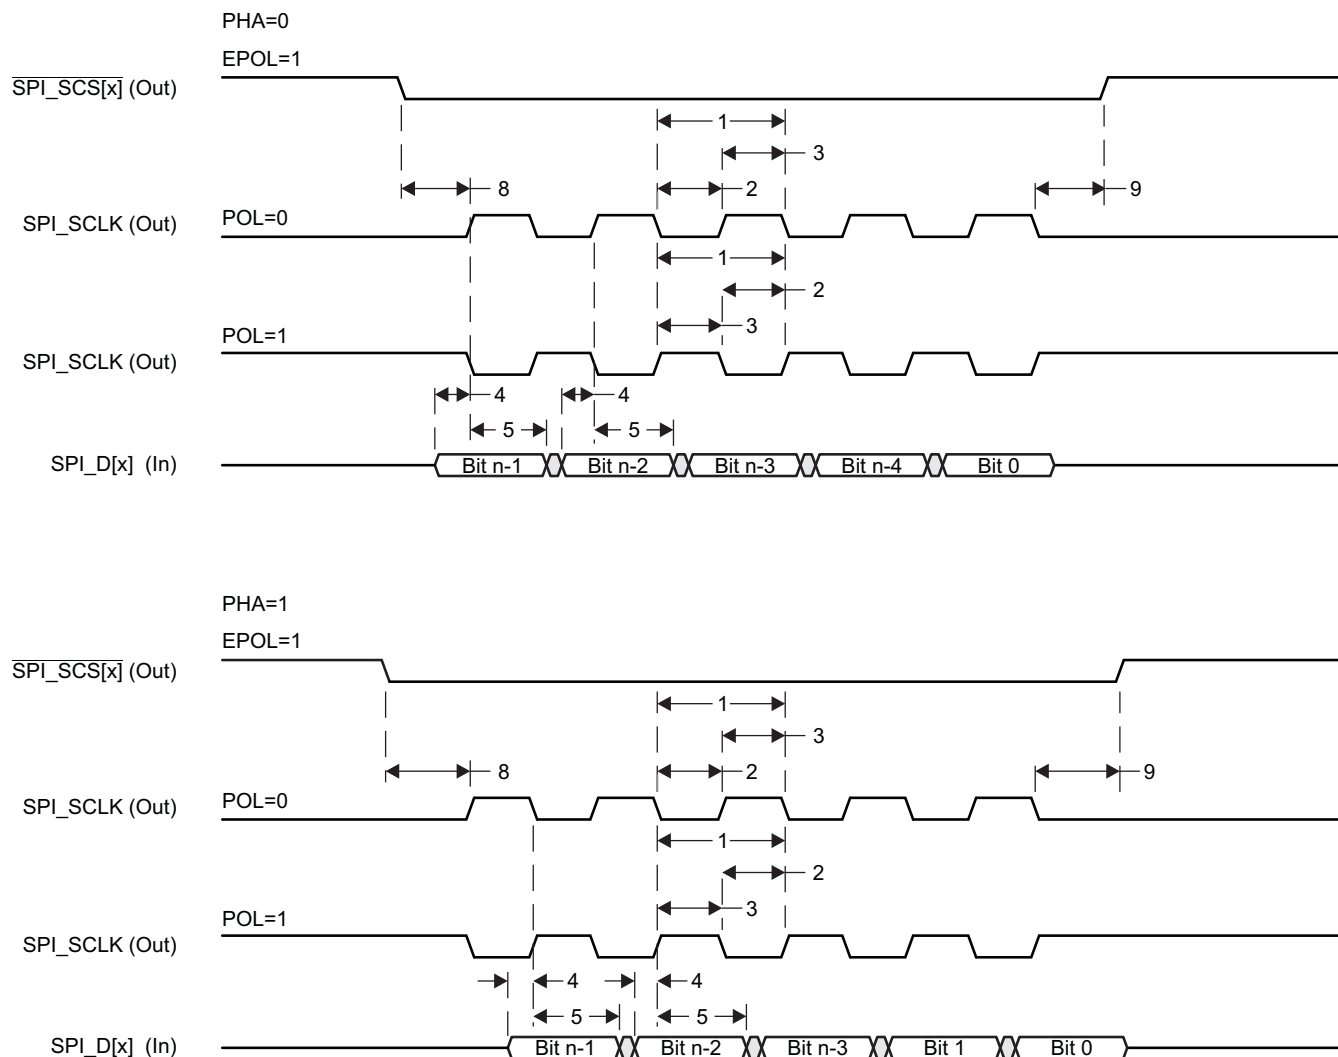 PHA=0
EPOL=1
SPI_SCS[x] (Out)
1
3
8
2
9
SPI_SCLK (Out)
POL=0
1
2
3
POL=1
SPI_SCLK (Out)
4
4
5
5
SPI_D[x] (In)
Bit n-1
Bit n-2
Bit n-3
Bit n-4
Bit 0
PHA=1
EPOL=1
SPI_SCS[x] (Out)
1
3
8
2
9
SPI_SCLK (Out)
POL=0
1
2
3
POL=1
SPI_SCLK (Out)
4
4
5
5
SPI_D[x] (In)
Bit n-1
Bit n-2
Bit n-3
Bit 1
Bit 0